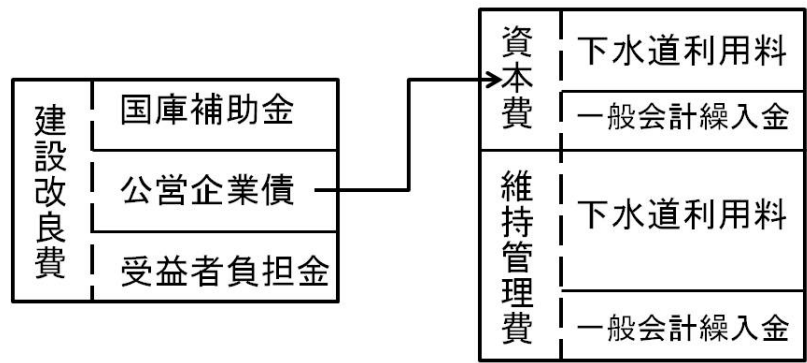 建設改良費
国庫補助金
公営企業債
受益者負担金
資本費
下水道利用料
一般会計繰入金
維持管理費
下水道利用料
一般会計繰入金